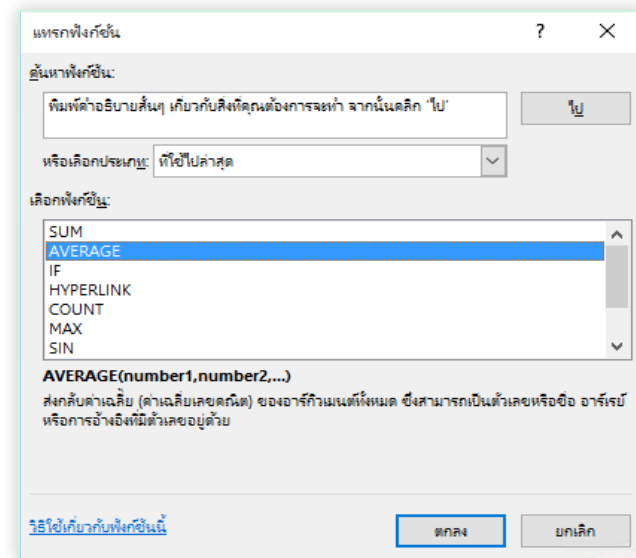 แทรกฟังก์ชัน ?
ค้นหาฟังก์ชัน:
พิมพ์คำอธิบายสั้นๆ เกี่ยวกับสิ่งที่คุณต้องการจะทำ จากนั้นคลิก 'ไป' ไป
หรือเลือกประเภท: ที่ใช้ไปล่าสุด
เลือกฟังก์ชัน:
SUM
AVERAGE
IF
HYPERLINK
COUNT
MAX
SIN
AVERAGE(number1,number2,...)
ส่งกลับค่าเฉลี่ย (ค่าเฉลี่ยเลขคณิต) ของอาร์กิวเมนต์ทั้งหมด ซึ่งสามารถเป็นตัวเลขหรือชื่อ อาร์เรย์
หรือการอ้างอิงที่มีตัวเลขอยู่ด้วย
วิธีใช้เกี่ยวกับฟังก์ชันนี้ ตกลง ยกเลิก